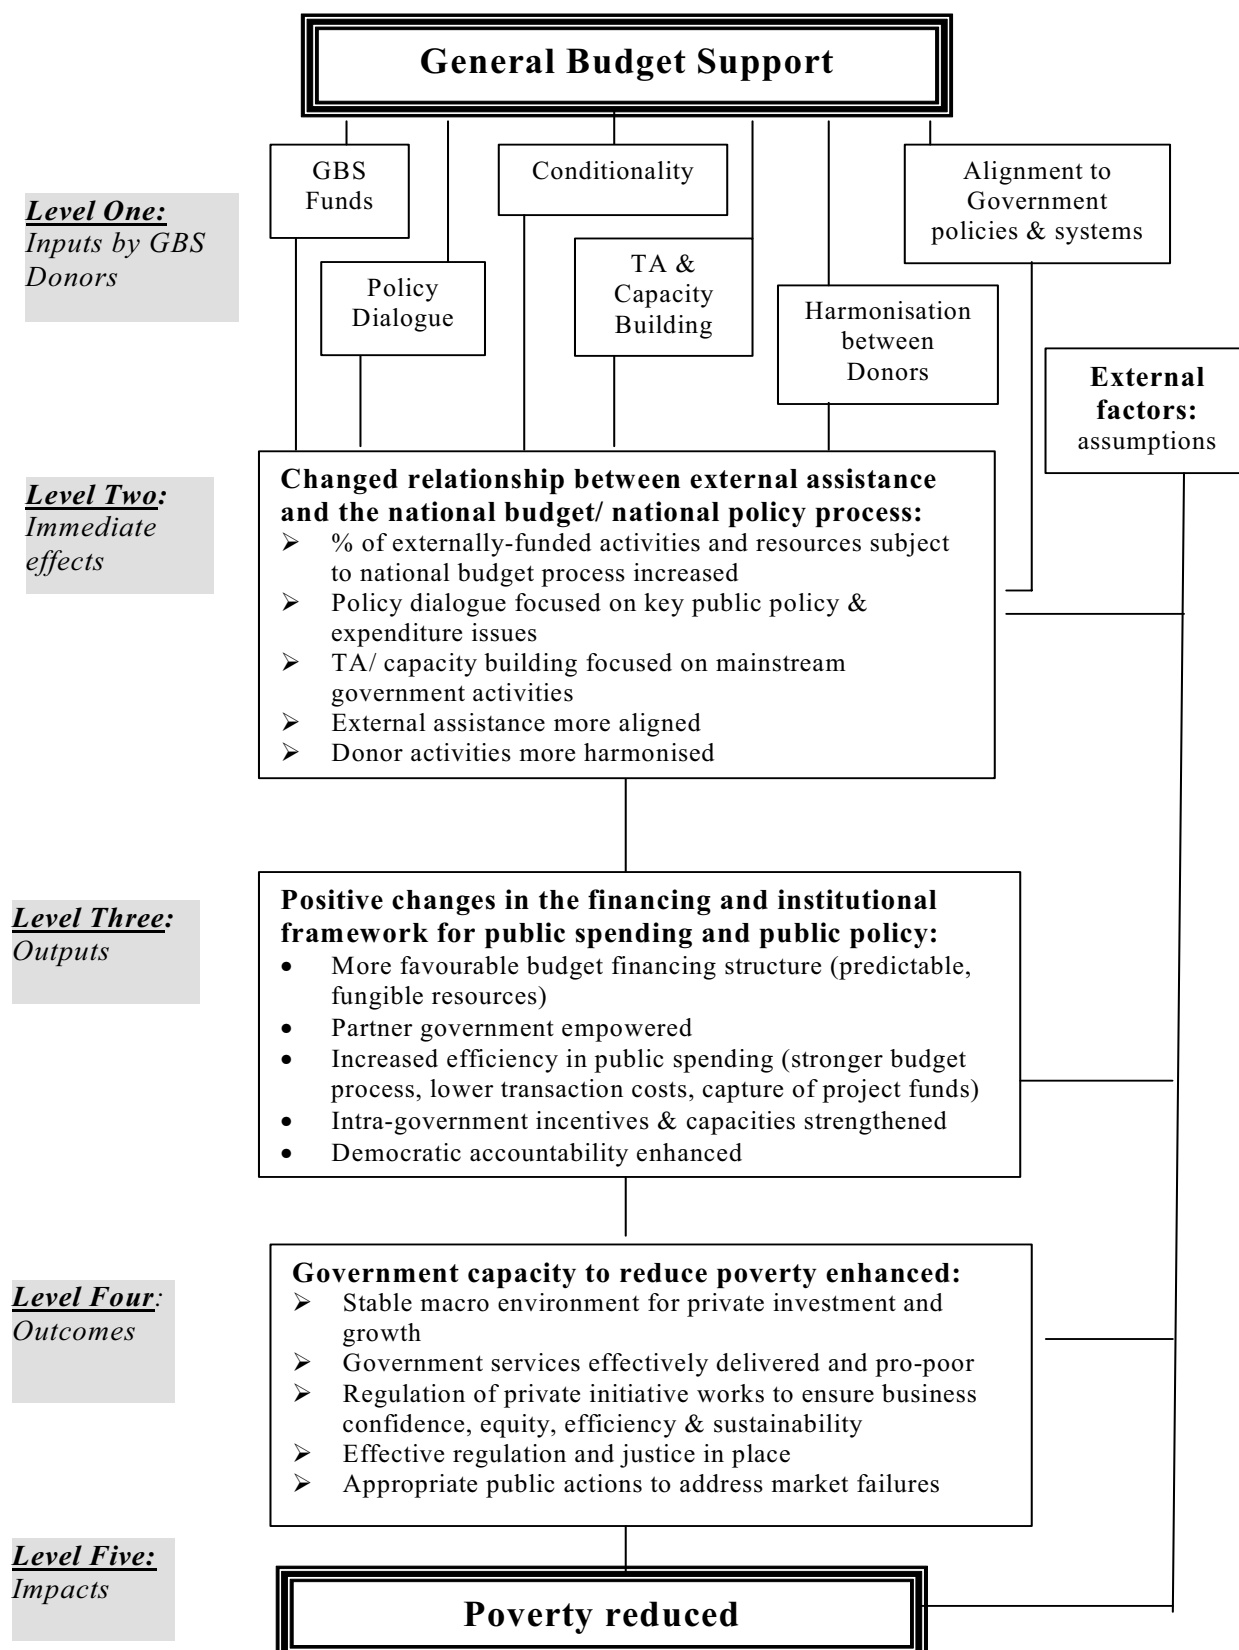 General Budget Support
GBS
Funds
Conditionality
Alignment to
Government
policies & systems
Level One:
Inputs by GBS
Donors
Policy
Dialogue
TA &
Capacity
Building
Harmonisation
between
Donors
External
factors:
assumptions
Level Two:
Immediate
effects
Changed relationship between external assistance
and the national budget/ national policy process:
➢ % of externally-funded activities and resources subject
to national budget process increased
➢ Policy dialogue focused on key public policy &
expenditure issues
➢ TA/ capacity building focused on mainstream
government activities
➢ External assistance more aligned
➢ Donor activities more harmonised
Level Three:
Outputs
Positive changes in the financing and institutional
framework for public spending and public policy:
• More favourable budget financing structure (predictable,
fungible resources)
• Partner government empowered
• Increased efficiency in public spending (stronger budget
process, lower transaction costs, capture of project funds)
• Intra-government incentives & capacities strengthened
• Democratic accountability enhanced
Level Four:
Outcomes
Government capacity to reduce poverty enhanced:
➢ Stable macro environment for private investment and
growth
➢ Government services effectively delivered and pro-poor
➢ Regulation of private initiative works to ensure business
confidence, equity, efficiency & sustainability
➢ Effective regulation and justice in place
➢ Appropriate public actions to address market failures
Level Five:
Impacts
Poverty reduced